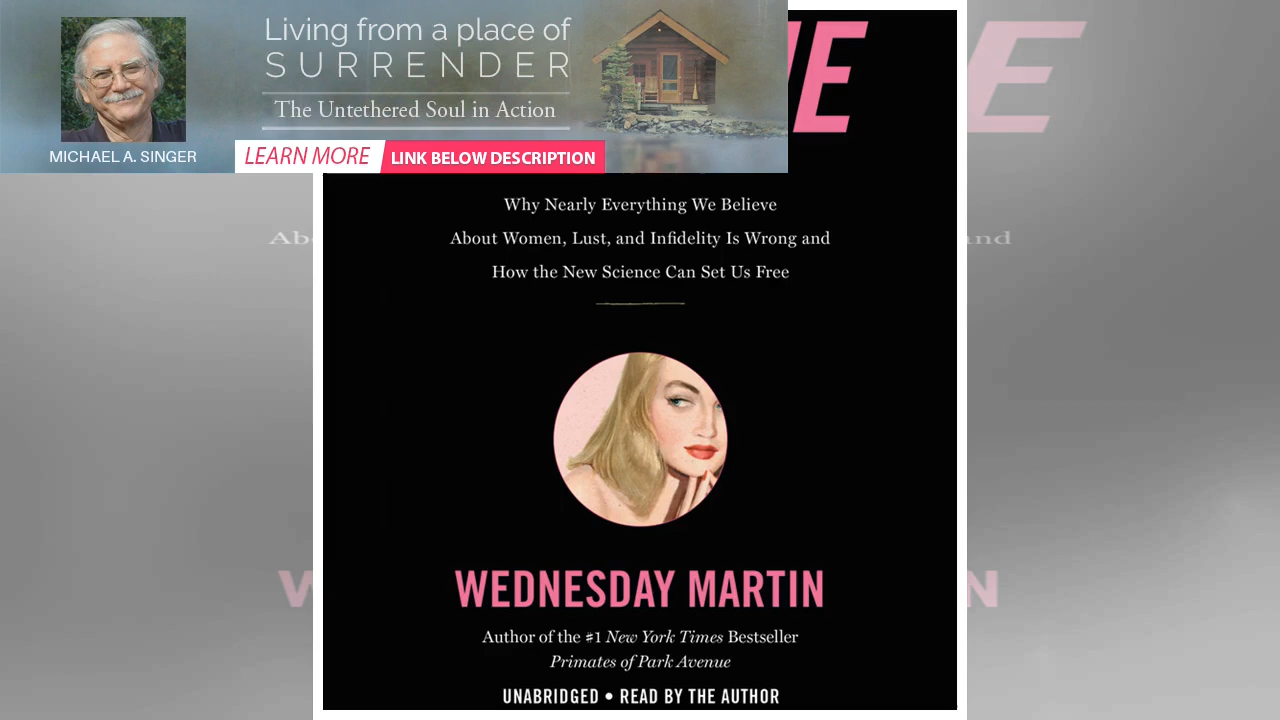 Living from a place of
SURRENDER
The Untethered Soul in Action
MICHAEL A. SINGER
LEARN MORE LINK BELOW DESCRIPTION
Why Nearly Everything We Believe
About Women, Lust, and Infidelity Is Wrong and
How the New Science Can Set Us Free
WEDNESDAY MARTIN
Author of the #1 New York Times Bestseller
Primates of Park Avenue
UNABRIDGED • READ BY THE AUTHOR